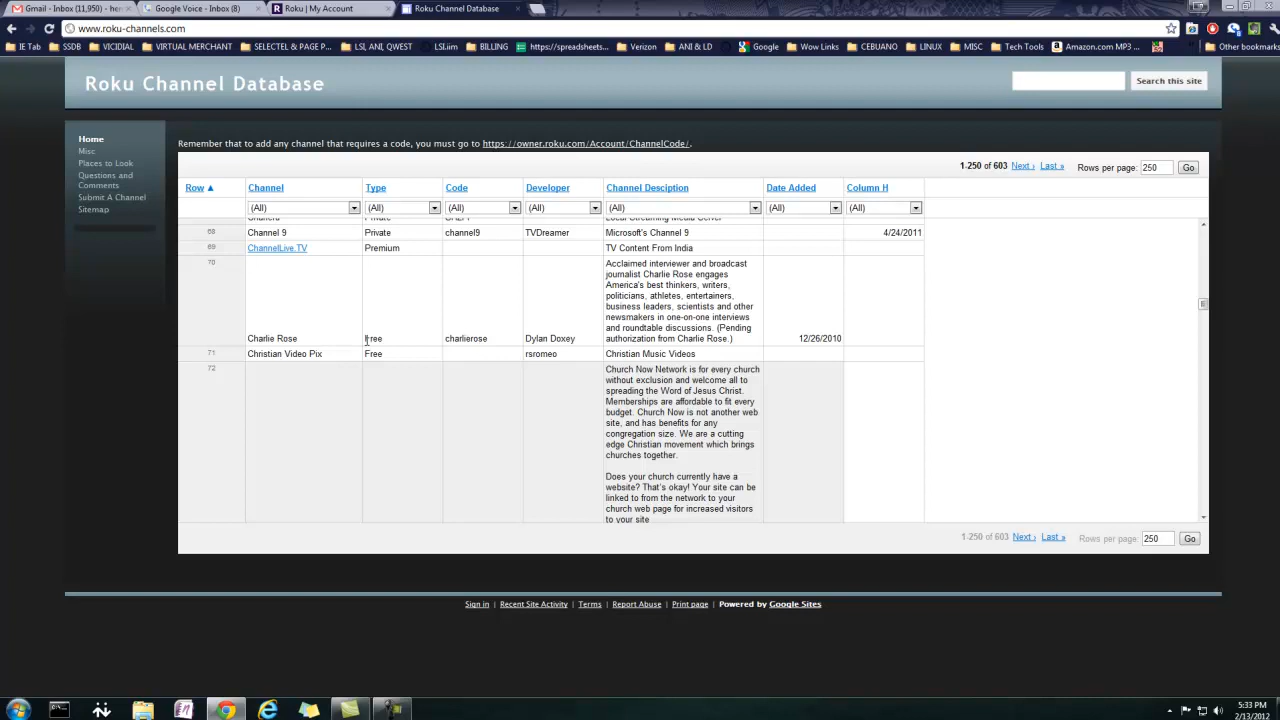 Gmail - Inbox (11,950) - her
Google Voice - Inbox (8)
Roku | My Account
Roku Channel Database
www.roku-channels.com
IE Tab
SSDB
VICIDIAL
VIRTUAL MERCHANT
SELECTEL & PAGE P...
LSI, ANI, QWEST
LSI.iim
BILLING
https://spreadsheets...
Verizon
ANI & LD
Google
Wow Links
CEBUANO
LINUX
MISC
Tech Tools
Amazon.com MP3 ...
Other bookmarks
Roku Channel Database
Search this site
Home
Misc
Places to Look
Questions and
Comments
Submit A Channel
Sitemap
Remember that to add any channel that requires a code, you must go to https://owner.roku.com/Account/ChannelCode/.
1-250 of 603 Next › Last » Rows per page: 250 Go
Row ▲ Channel Type Code Developer Channel Desciption Date Added Column H
(All) (All) (All) (All) (All) (All) (All)
68 Channel 9 Private channel9 TVDreamer Microsoft's Channel 9 4/24/2011
69 ChannelLive.TV Premium TV Content From India
70 Acclaimed interviewer and broadcast
journalist Charlie Rose engages
America's best thinkers, writers,
politicians, athletes, entertainers,
business leaders, scientists and other
newsmakers in one-on-one interviews
and roundtable discussions. (Pending
Charlie Rose Free charlierose Dylan Doxey authorization from Charlie Rose.) 12/26/2010
71 Christian Video Pix Free rsromeo Christian Music Videos
72 Church Now Network is for every church
without exclusion and welcome all to
spreading the Word of Jesus Christ.
Memberships are affordable to fit every
budget. Church Now is not another web
site, and has benefits for any
congregation size. We are a cutting
edge Christian movement which brings
churches together.
Does your church currently have a
website? That's okay! Your site can be
linked to from the network to your
church web page for increased visitors
to your site
1-250 of 603 Next › Last » Rows per page: 250 Go
Sign in | Recent Site Activity | Terms | Report Abuse | Print page | Powered by Google Sites
5:33 PM
2/13/2012